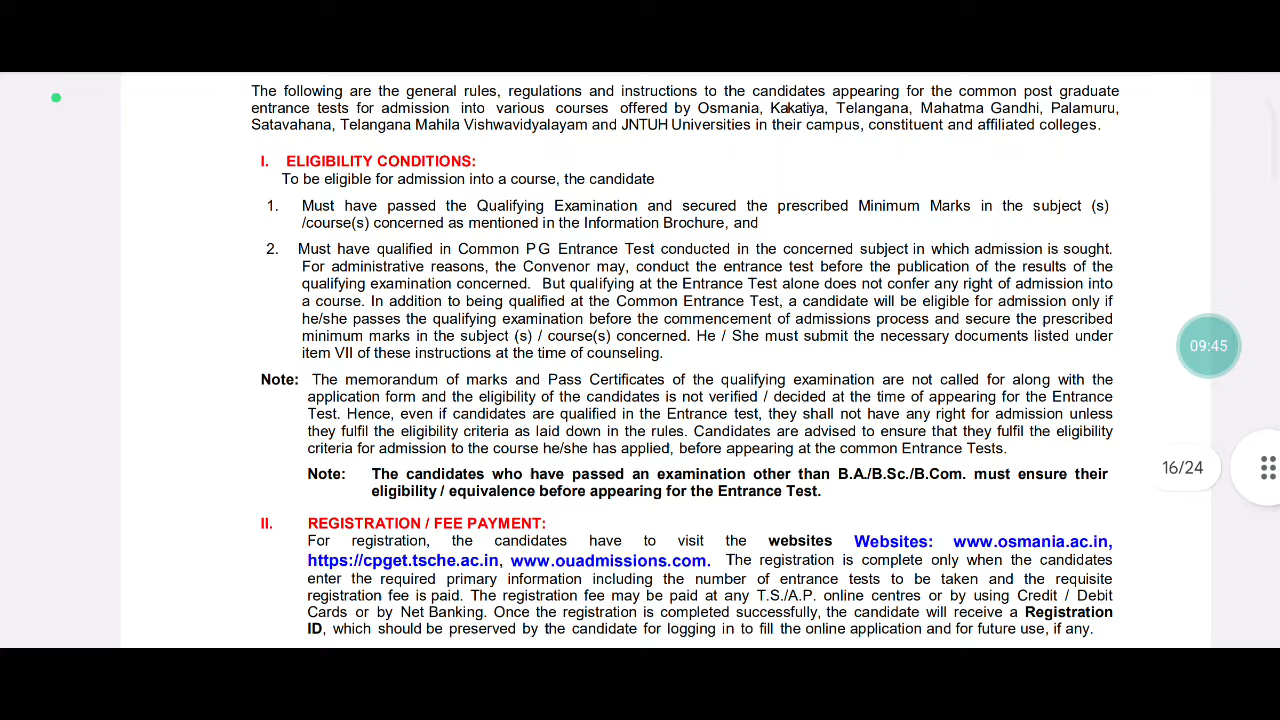 The following are the general rules, regulations and instructions to the candidates appearing for the common post graduate
entrance tests for admission into various courses offered by Osmania, Kakatiya, Telangana, Mahatma Gandhi, Palamuru,
Satavahana, Telangana Mahila Vishwavidyalayam and JNTUH Universities in their campus, constituent and affiliated colleges.
I. ELIGIBILITY CONDITIONS:
To be eligible for admission into a course, the candidate
1. Must have passed the Qualifying Examination and secured the prescribed Minimum Marks in the subject (s)
/course(s) concerned as mentioned in the Information Brochure, and
2. Must have qualified in Common PG Entrance Test conducted in the concerned subject in which admission is sought.
For administrative reasons, the Convenor may, conduct the entrance test before the publication of the results of the
qualifying examination concerned. But qualifying at the Entrance Test alone does not confer any right of admission into
a course. In addition to being qualified at the Common Entrance Test, a candidate will be eligible for admission only if
he/she passes the qualifying examination before the commencement of admissions process and secure the prescribed
minimum marks in the subject (s) / course(s) concerned. He / She must submit the necessary documents listed under
item VII of these instructions at the time of counseling.
09:45
Note: The memorandum of marks and Pass Certificates of the qualifying examination are not called for along with the
application form and the eligibility of the candidates is not verified / decided at the time of appearing for the Entrance
Test. Hence, even if candidates are qualified in the Entrance test, they shall not have any right for admission unless
they fulfil the eligibility criteria as laid down in the rules. Candidates are advised to ensure that they fulfil the eligibility
criteria for admission to the course he/she has applied, before appearing at the common Entrance Tests.
16/24
Note: The candidates who have passed an examination other than B.A./B.Sc./B.Com. must ensure their
eligibility / equivalence before appearing for the Entrance Test.
II. REGISTRATION / FEE PAYMENT:
For registration, the candidates have to visit the websites Websites: www.osmania.ac.in,
https://cpget.tsche.ac.in, www.ouadmissions.com. The registration is complete only when the candidates
enter the required primary information including the number of entrance tests to be taken and the requisite
registration fee is paid. The registration fee may be paid at any T.S./A.P. online centres or by using Credit / Debit
Cards or by Net Banking. Once the registration is completed successfully, the candidate will receive a Registration
ID, which should be preserved by the candidate for logging in to fill the online application and for future use, if any.